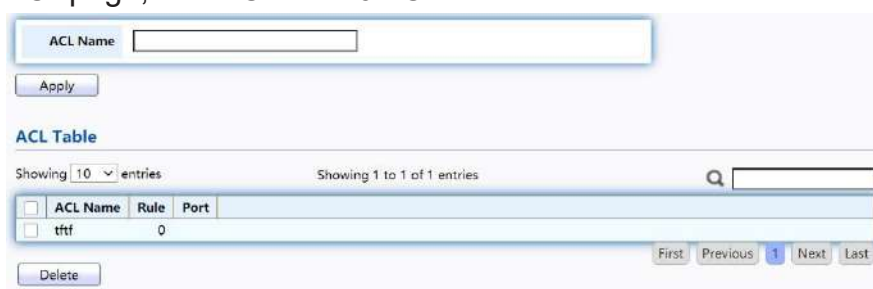 ACL Name
Apply
ACL Table
Showing 10 entries Showing 1 to 1 of 1 entries
ACL Name Rule Port
tftf 0
First Previous 1 Next Last
Delete